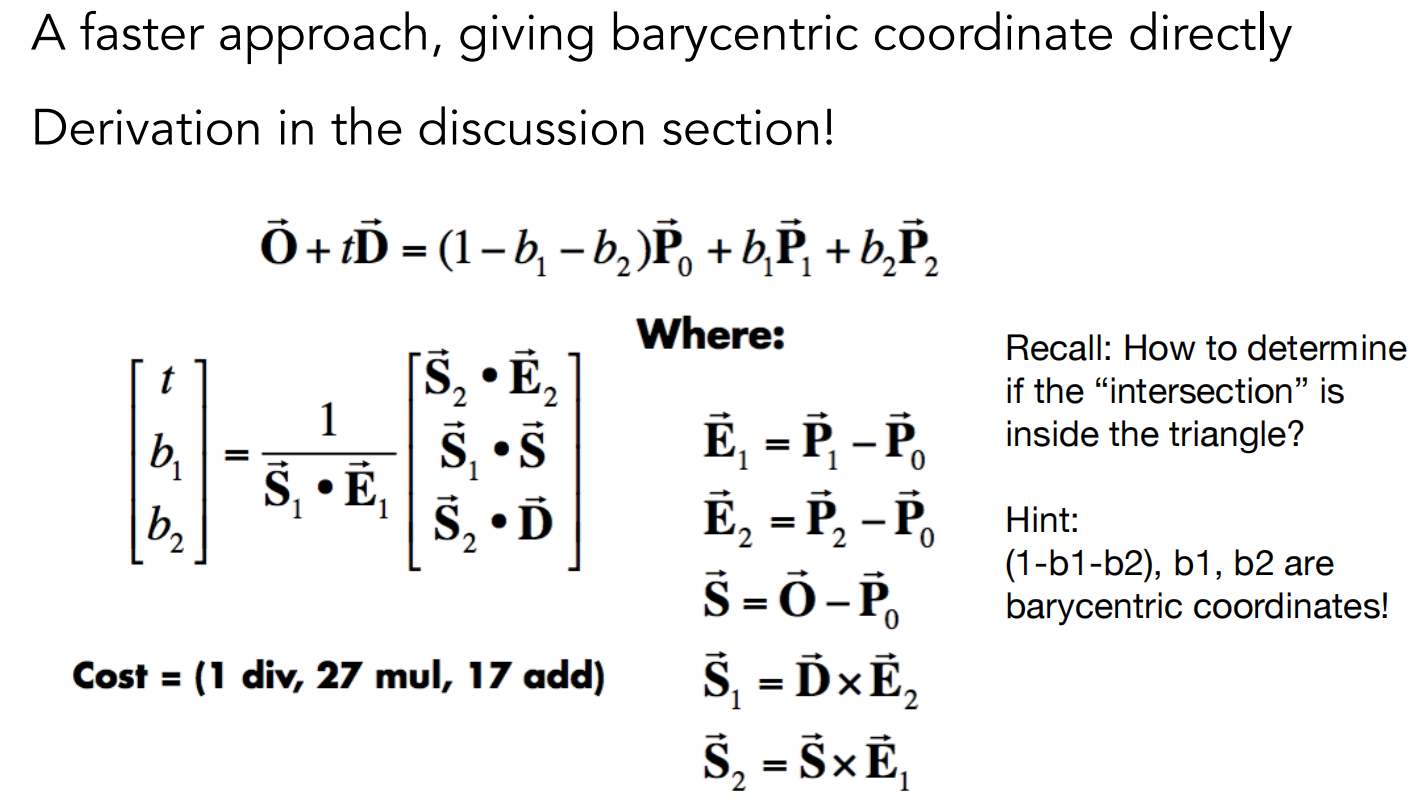 A faster approach, giving barycentric coordinate directly
Derivation in the discussion section!
$\vec{\mathbf{O}} + t\vec{\mathbf{D}} = (1 - b_1 - b_2)\vec{\mathbf{P}}_0 + b_1\vec{\mathbf{P}}_1 + b_2\vec{\mathbf{P}}_2$
$\begin{bmatrix} t \\ b_1 \\ b_2 \end{bmatrix} = \frac{1}{\vec{\mathbf{S}}_1 \bullet \vec{\mathbf{E}}_1} \begin{bmatrix} \vec{\mathbf{S}}_2 \bullet \vec{\mathbf{E}}_2 \\ \vec{\mathbf{S}}_1 \bullet \vec{\mathbf{S}} \\ \vec{\mathbf{S}}_2 \bullet \vec{\mathbf{D}} \end{bmatrix}$
Cost = (1 div, 27 mul, 17 add)
Where:
$\vec{\mathbf{E}}_1 = \vec{\mathbf{P}}_1 - \vec{\mathbf{P}}_0$
$\vec{\mathbf{E}}_2 = \vec{\mathbf{P}}_2 - \vec{\mathbf{P}}_0$
$\vec{\mathbf{S}} = \vec{\mathbf{O}} - \vec{\mathbf{P}}_0$
$\vec{\mathbf{S}}_1 = \vec{\mathbf{D}} \times \vec{\mathbf{E}}_2$
$\vec{\mathbf{S}}_2 = \vec{\mathbf{S}} \times \vec{\mathbf{E}}_1$
Recall: How to determine
if the “intersection” is
inside the triangle?
Hint:
(1-b1-b2), b1, b2 are
barycentric coordinates!